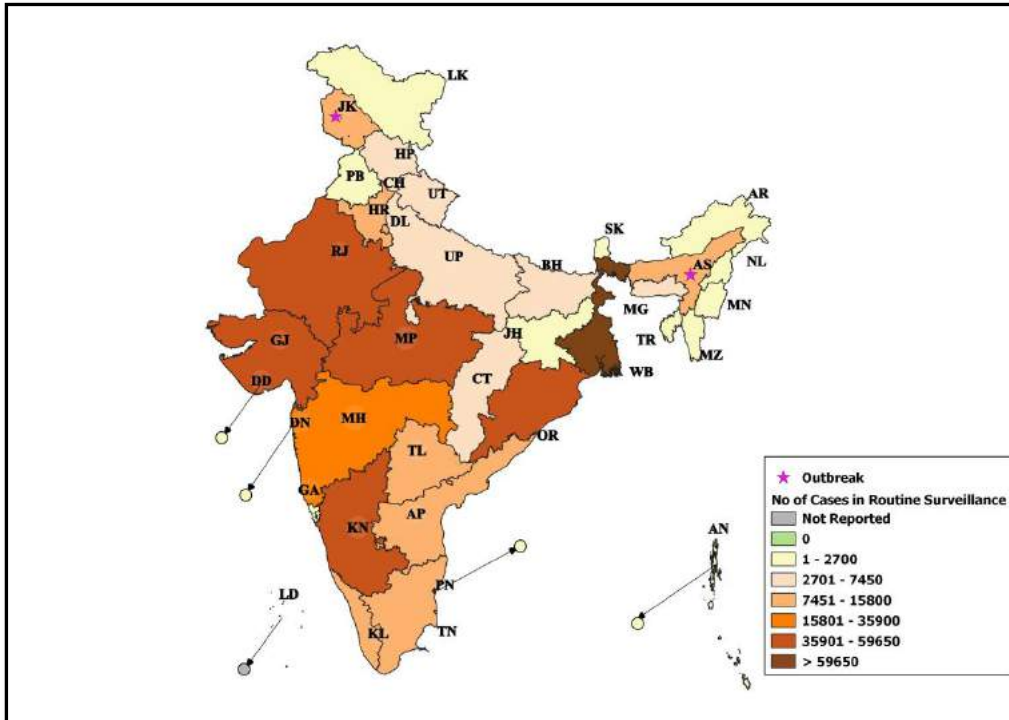 LK
JK
HP
PB
CH
UT
HR
DL
AR
SK
RJ
UP
BH
AS
NL
MG
MN
GJ
MP
JH
TR
MZ
DD
CT
WB
DN
MH
OR
TL
GA
KN
AP
AN
PN
LD
KL
TN
Outbreak
No of Cases in Routine Surveillance
Not Reported
0
1 - 2700
2701 - 7450
7451 - 15800
15801 - 35900
35901 - 59650
> 59650